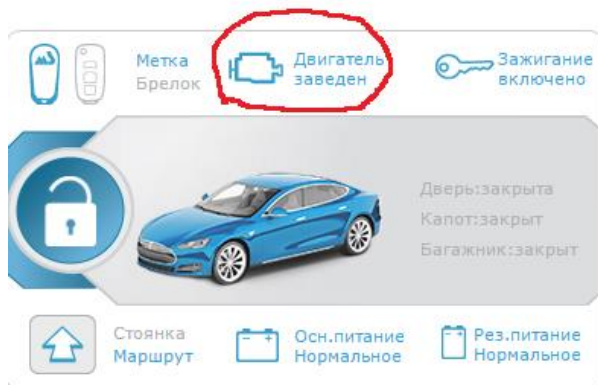 Метка
Брелок
Двигатель
заведен
Зажигание
включено
Дверь:закрыта
Капот:закрыт
Багажник:закрыт
Стоянка
Маршрут
Осн.питание
Нормальное
Рез.питание
Нормальное